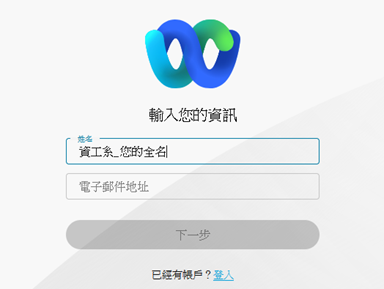 輸入您的資訊
姓名
資工系_您的全名
電子郵件地址
下一步
已經有帳戶？登入